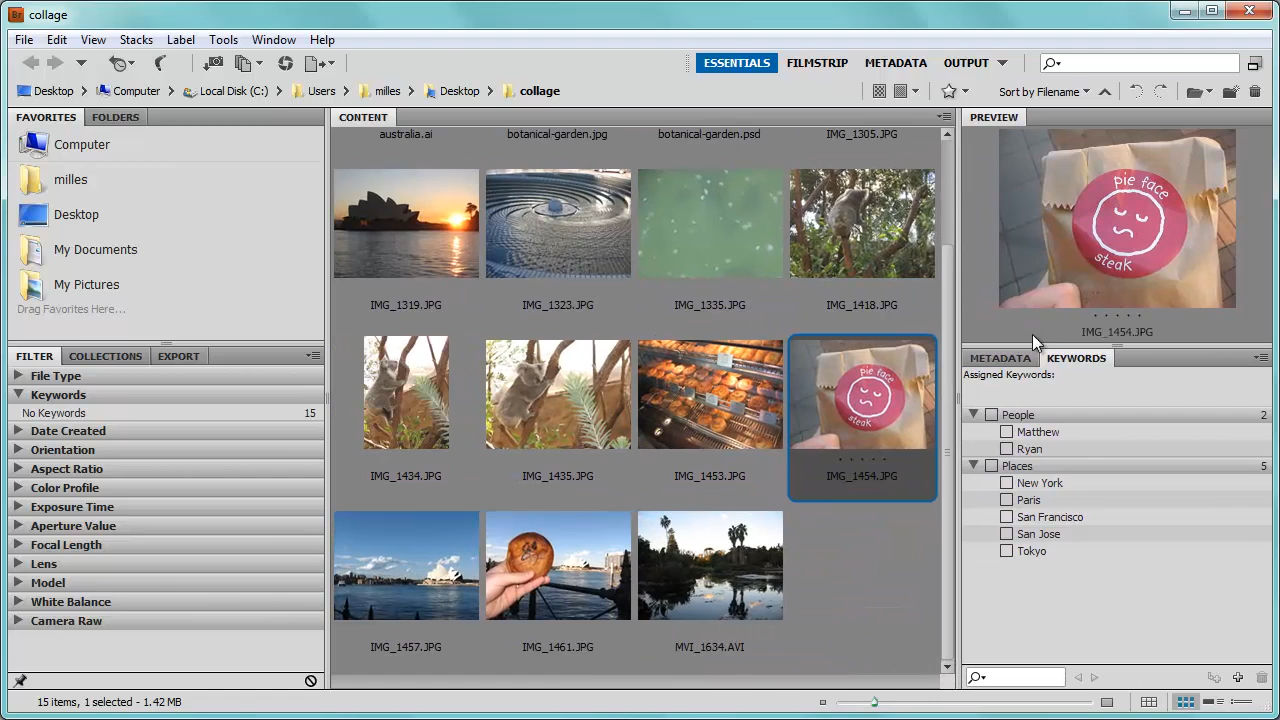 Br collage
File Edit View Stacks Label Tools Window Help
ESSENTIALS FILMSTRIP METADATA OUTPUT
Desktop Computer Local Disk (C:) Users milles Desktop collage
Sort by Filename
FAVORITES FOLDERS
Computer
milles
Desktop
My Documents
My Pictures
Drag Favorites Here...
FILTER COLLECTIONS EXPORT
File Type
Keywords
No Keywords 15
Date Created
Orientation
Aspect Ratio
Color Profile
Exposure Time
Aperture Value
Focal Length
Lens
Model
White Balance
Camera Raw
CONTENT
australia.ai botanical-garden.jpg botanical-garden.psd IMG_1305.JPG
IMG_1319.JPG IMG_1323.JPG IMG_1335.JPG IMG_1418.JPG
pie face
steak
IMG_1434.JPG IMG_1435.JPG IMG_1453.JPG IMG_1454.JPG
IMG_1457.JPG IMG_1461.JPG MVI_1634.AVI
PREVIEW
pie face
steak
IMG_1454.JPG
METADATA KEYWORDS
Assigned Keywords:
People 2
Matthew
Ryan
Places 5
New York
Paris
San Francisco
San Jose
Tokyo
15 items, 1 selected - 1.42 MB